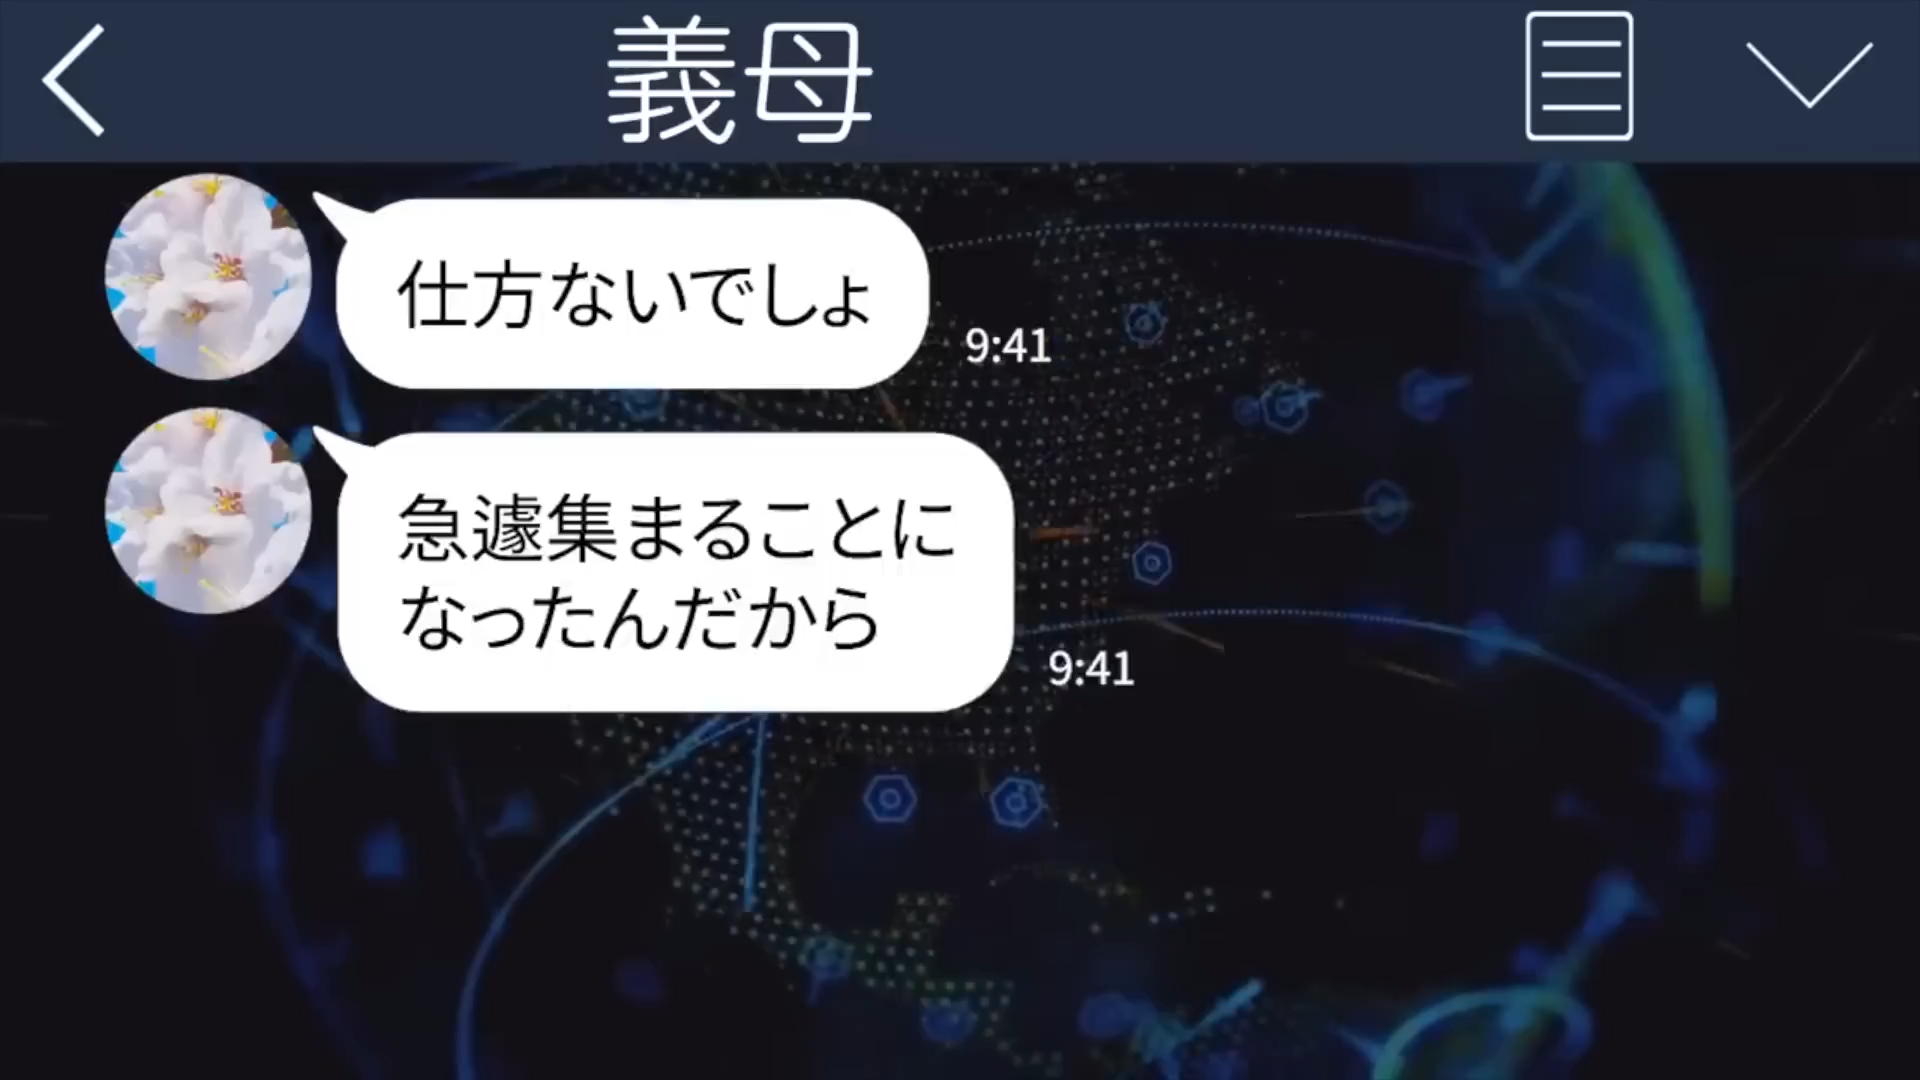 義母
仕方ないでしょ
9:41
急遽集まることに
なったんだから
9:41